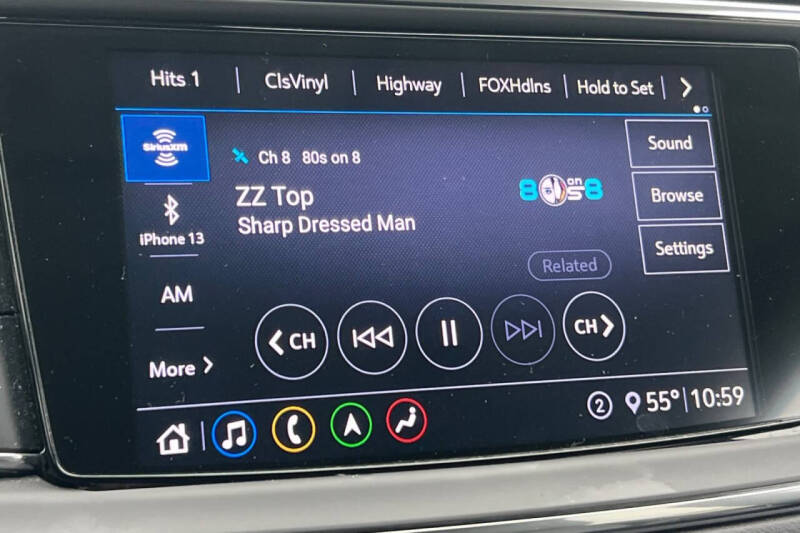 Hits 1 ClsVinyl Highway FOXHdlns Hold to Set
SiriusXM
Ch 8 80s on 8
ZZ Top
Sharp Dressed Man
80s on 8
Sound
Browse
Settings
iPhone 13
AM
More
Related
CH
CH
2 55° 10:59